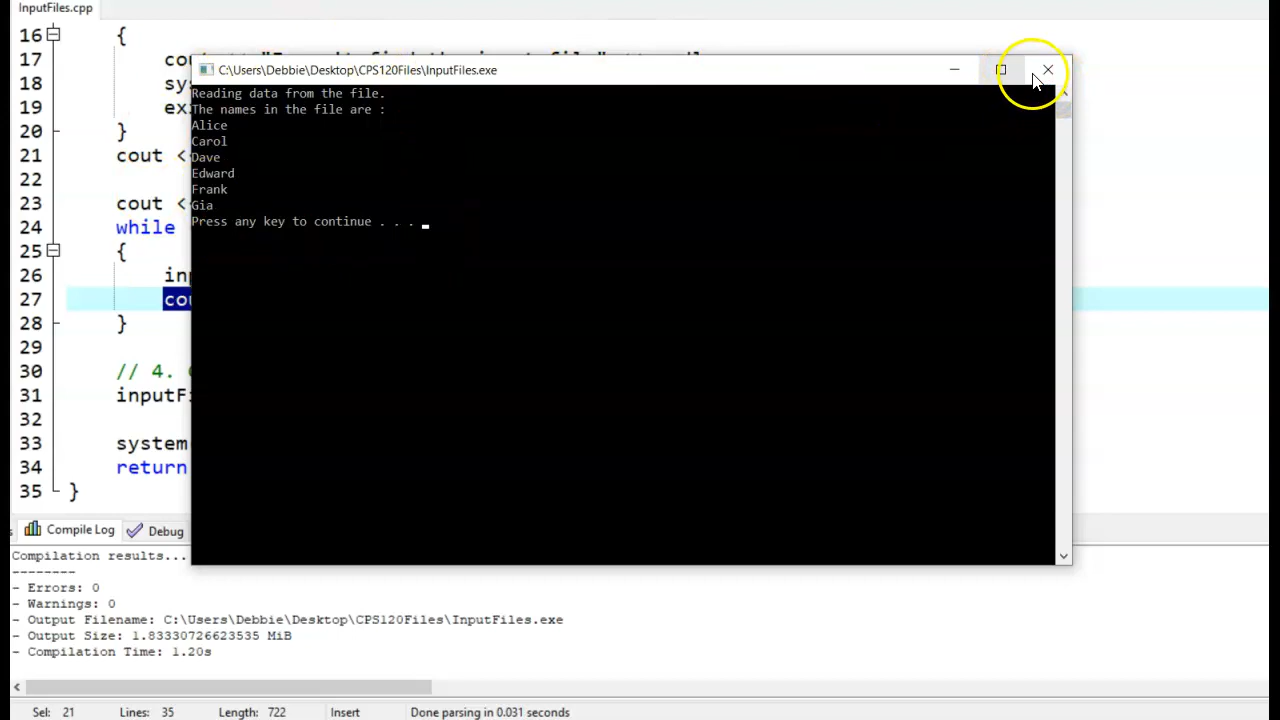 InputFiles.cpp
16 {
17
18
19
20 }
21 cout <
22
23 cout <
24 while
25 {
26
27
28 }
29
30 // 4.
31
32
33 system
34 return
35 }
C:\Users\Debbie\Desktop\CPS120Files\InputFiles.exe
Reading data from the file.
The names in the file are :
Alice
Carol
Dave
Edward
Frank
Gia
Press any key to continue . . .
Compile Log
Debug
Compilation results...
--------
- Errors: 0
- Warnings: 0
- Output Filename: C:\Users\Debbie\Desktop\CPS120Files\InputFiles.exe
- Output Size: 1.83330726623535 MiB
- Compilation Time: 1.20s
Sel: 21 Lines: 35 Length: 722 Insert Done parsing in 0.031 seconds